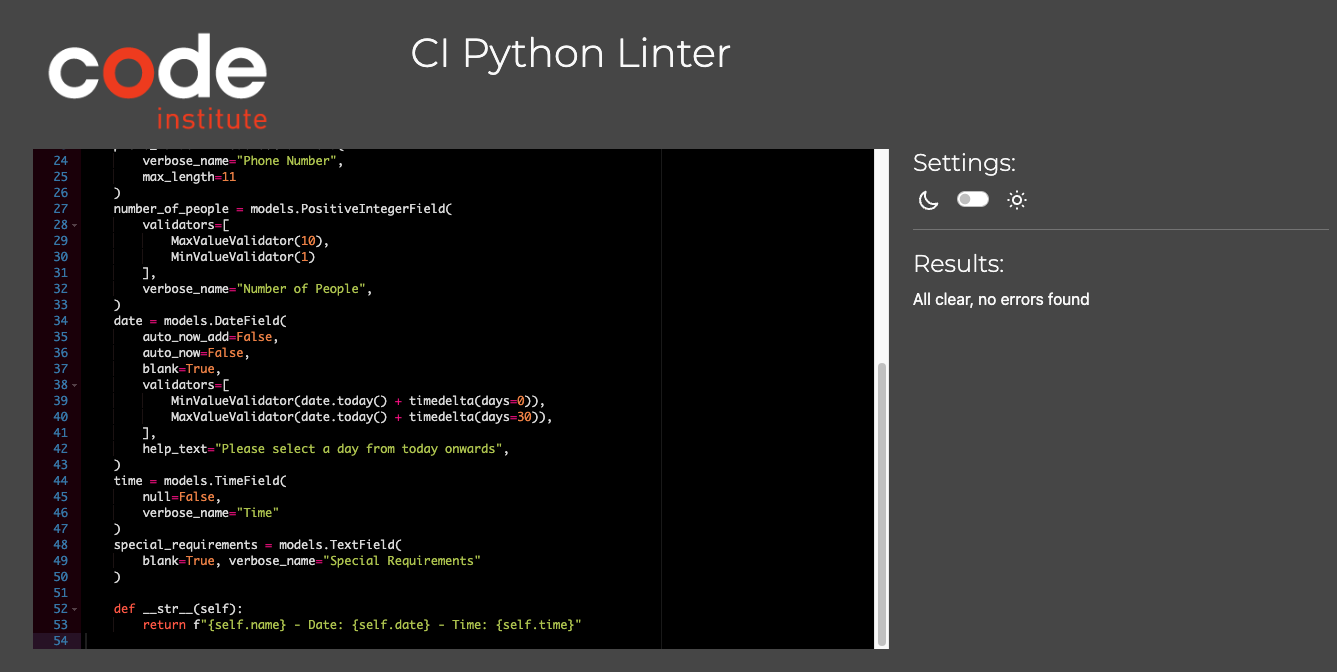 code
institute
CI Python Linter
24 verbose_name="Phone Number",
25 max_length=11
26 )
27 number_of_people = models.PositiveIntegerField(
28 validators=[
29 MaxValueValidator(10),
30 MinValueValidator(1)
31 ],
32 verbose_name="Number of People",
33 )
34 date = models.DateField(
35 auto_now_add=False,
36 auto_now=False,
37 blank=True,
38 validators=[
39 MinValueValidator(date.today() + timedelta(days=0)),
40 MaxValueValidator(date.today() + timedelta(days=30)),
41 ],
42 help_text="Please select a day from today onwards",
43 )
44 time = models.TimeField(
45 null=False,
46 verbose_name="Time"
47 )
48 special_requirements = models.TextField(
49 blank=True, verbose_name="Special Requirements"
50 )
51
52 def __str__(self):
53 return f"{self.name} - Date: {self.date} - Time: {self.time}"
54
Settings:
Results:
All clear, no errors found